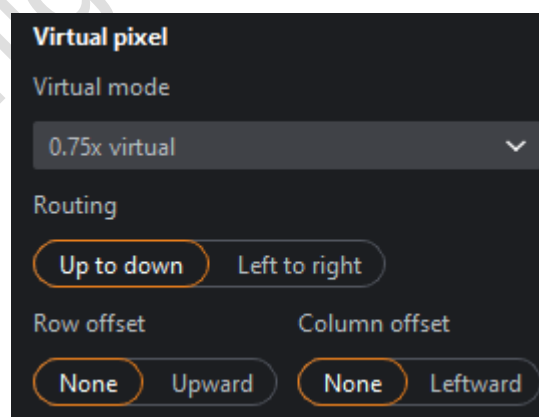 Virtual pixel
Virtual mode
0.75x virtual
Routing
Up to down Left to right
Row offset Column offset
None Upward None Leftward